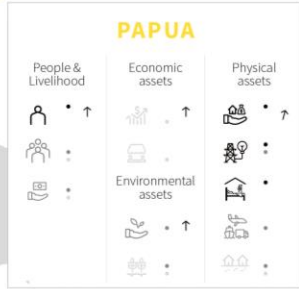 PAPUA
People &
Livelihood
Economic
assets
Environmental
assets
Physical
assets